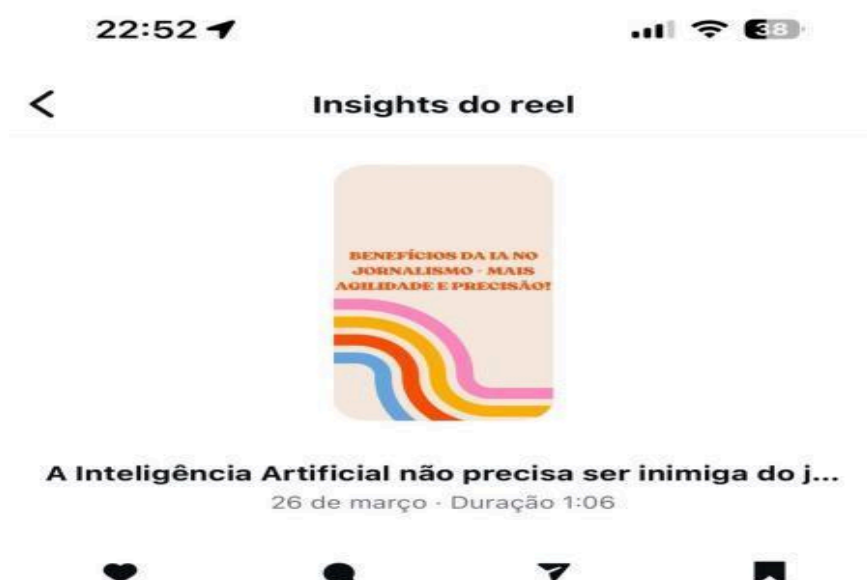 22:52
38
Insights do reel
BENEFÍCIOS DA IA NO
JORNALISMO - MAIS
AGILIDADE E PRECISÃO!
A Inteligência Artificial não precisa ser inimiga do j...
26 de março · Duração 1:06